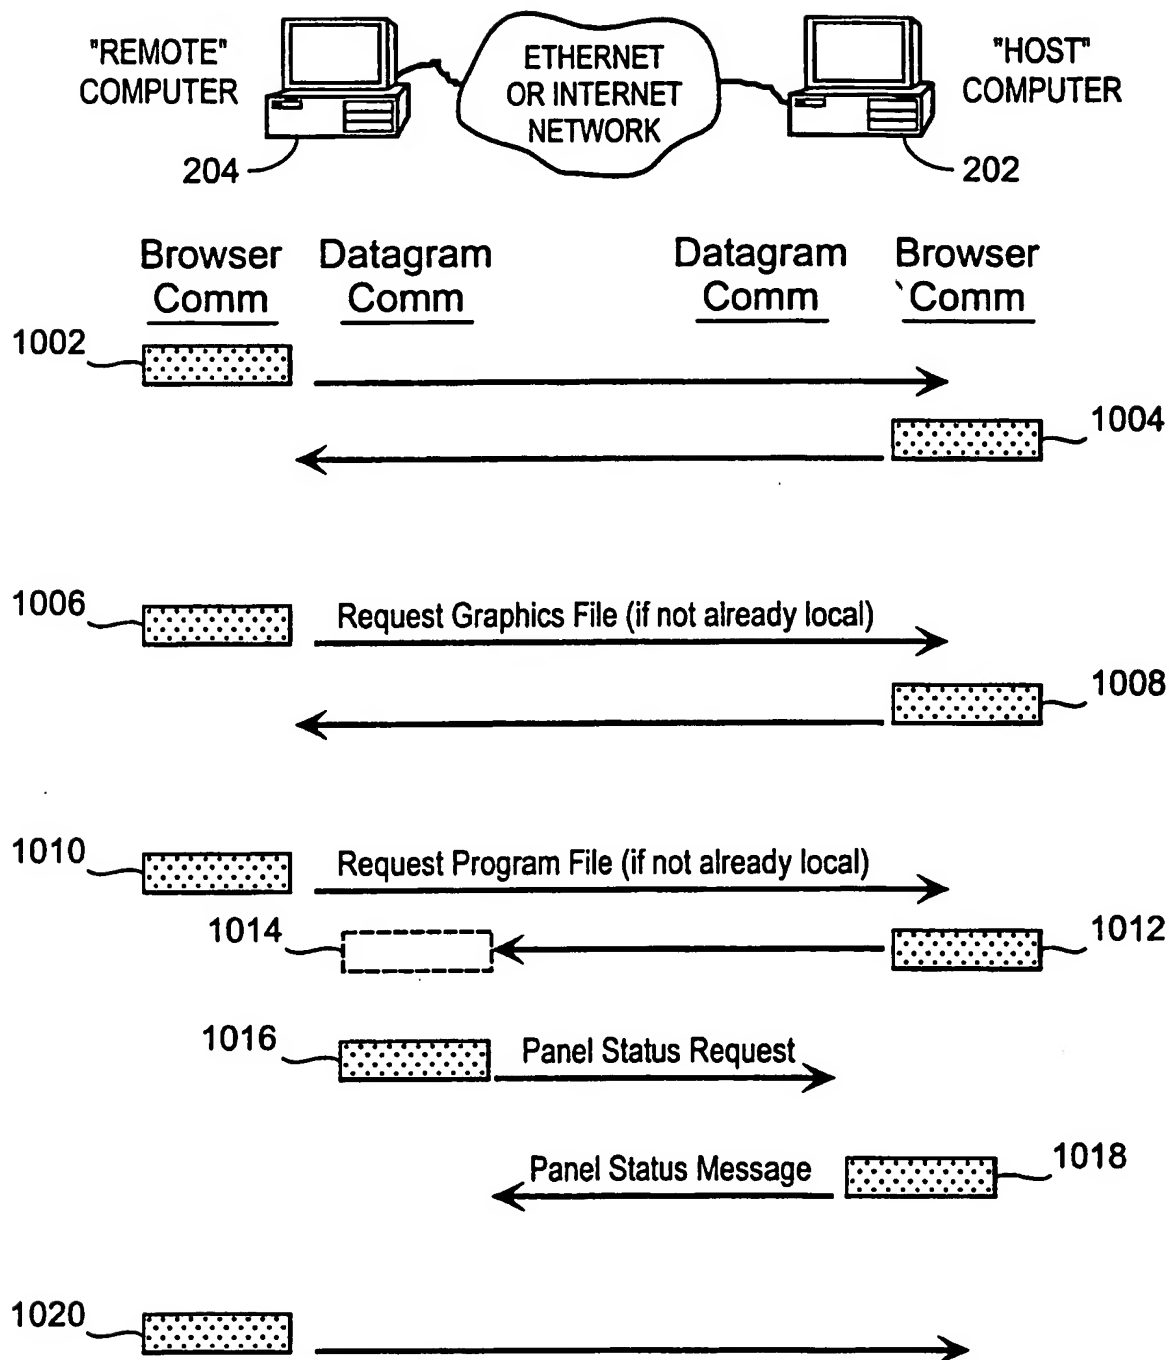 "REMOTE"
COMPUTER
ETHERNET
OR INTERNET
NETWORK
"HOST"
COMPUTER
204
202
Browser
Comm
Datagram
Comm
Datagram
Comm
Browser
Comm
1002
1004
1006
Request Graphics File (if not already local)
1008
1010
Request Program File (if not already local)
1014
1012
1016
Panel Status Request
Panel Status Message
1018
1020